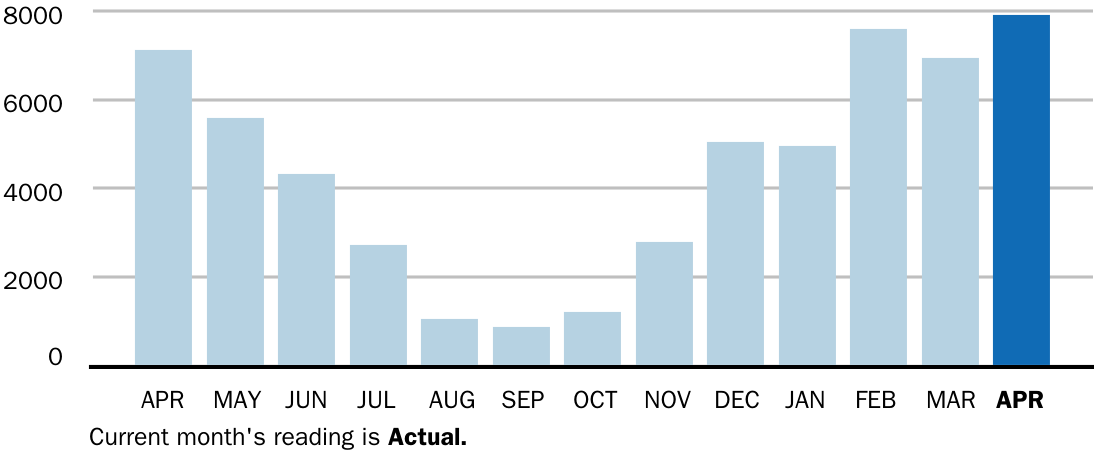 8000
6000
4000
2000
0
APR MAY JUN JUL AUG SEP OCT NOV DEC JAN FEB MAR APR
Current month's reading is Actual.